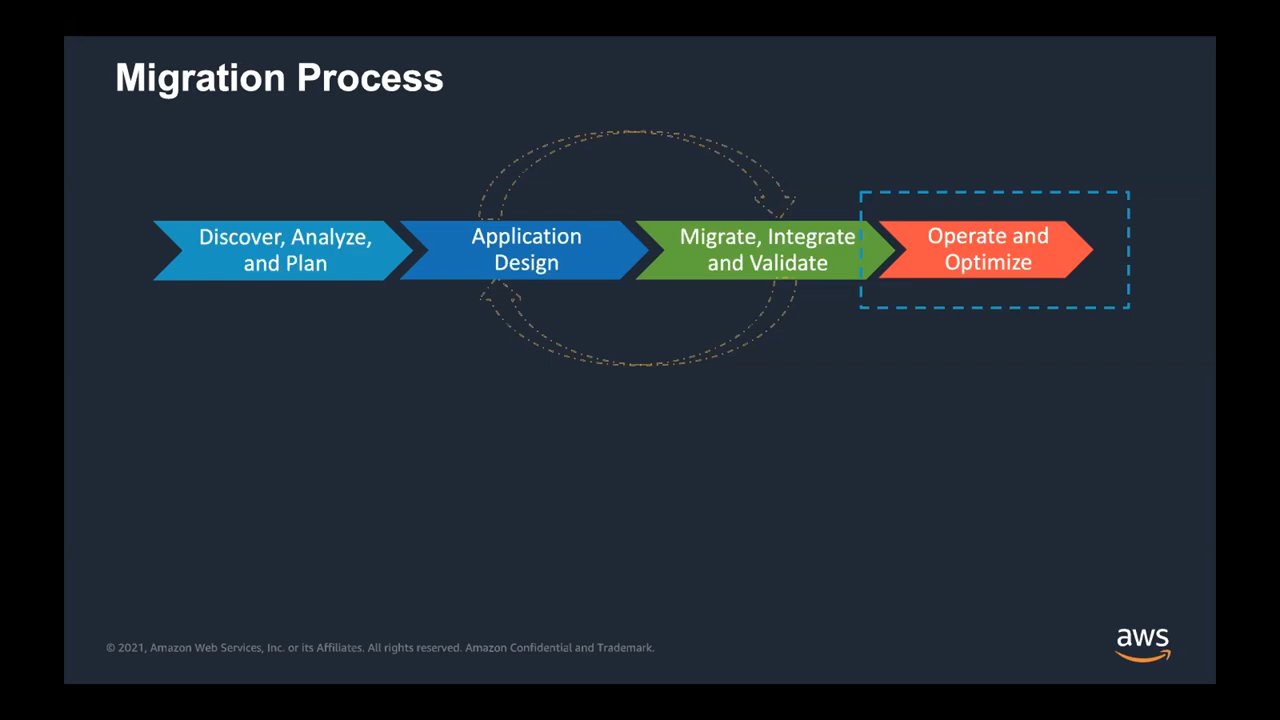 Migration Process
Discover, Analyze,
and Plan
Application
Design
Migrate, Integrate
and Validate
Operate and
Optimize
© 2021, Amazon Web Services, Inc. or its Affiliates. All rights reserved. Amazon Confidential and Trademark.
aws